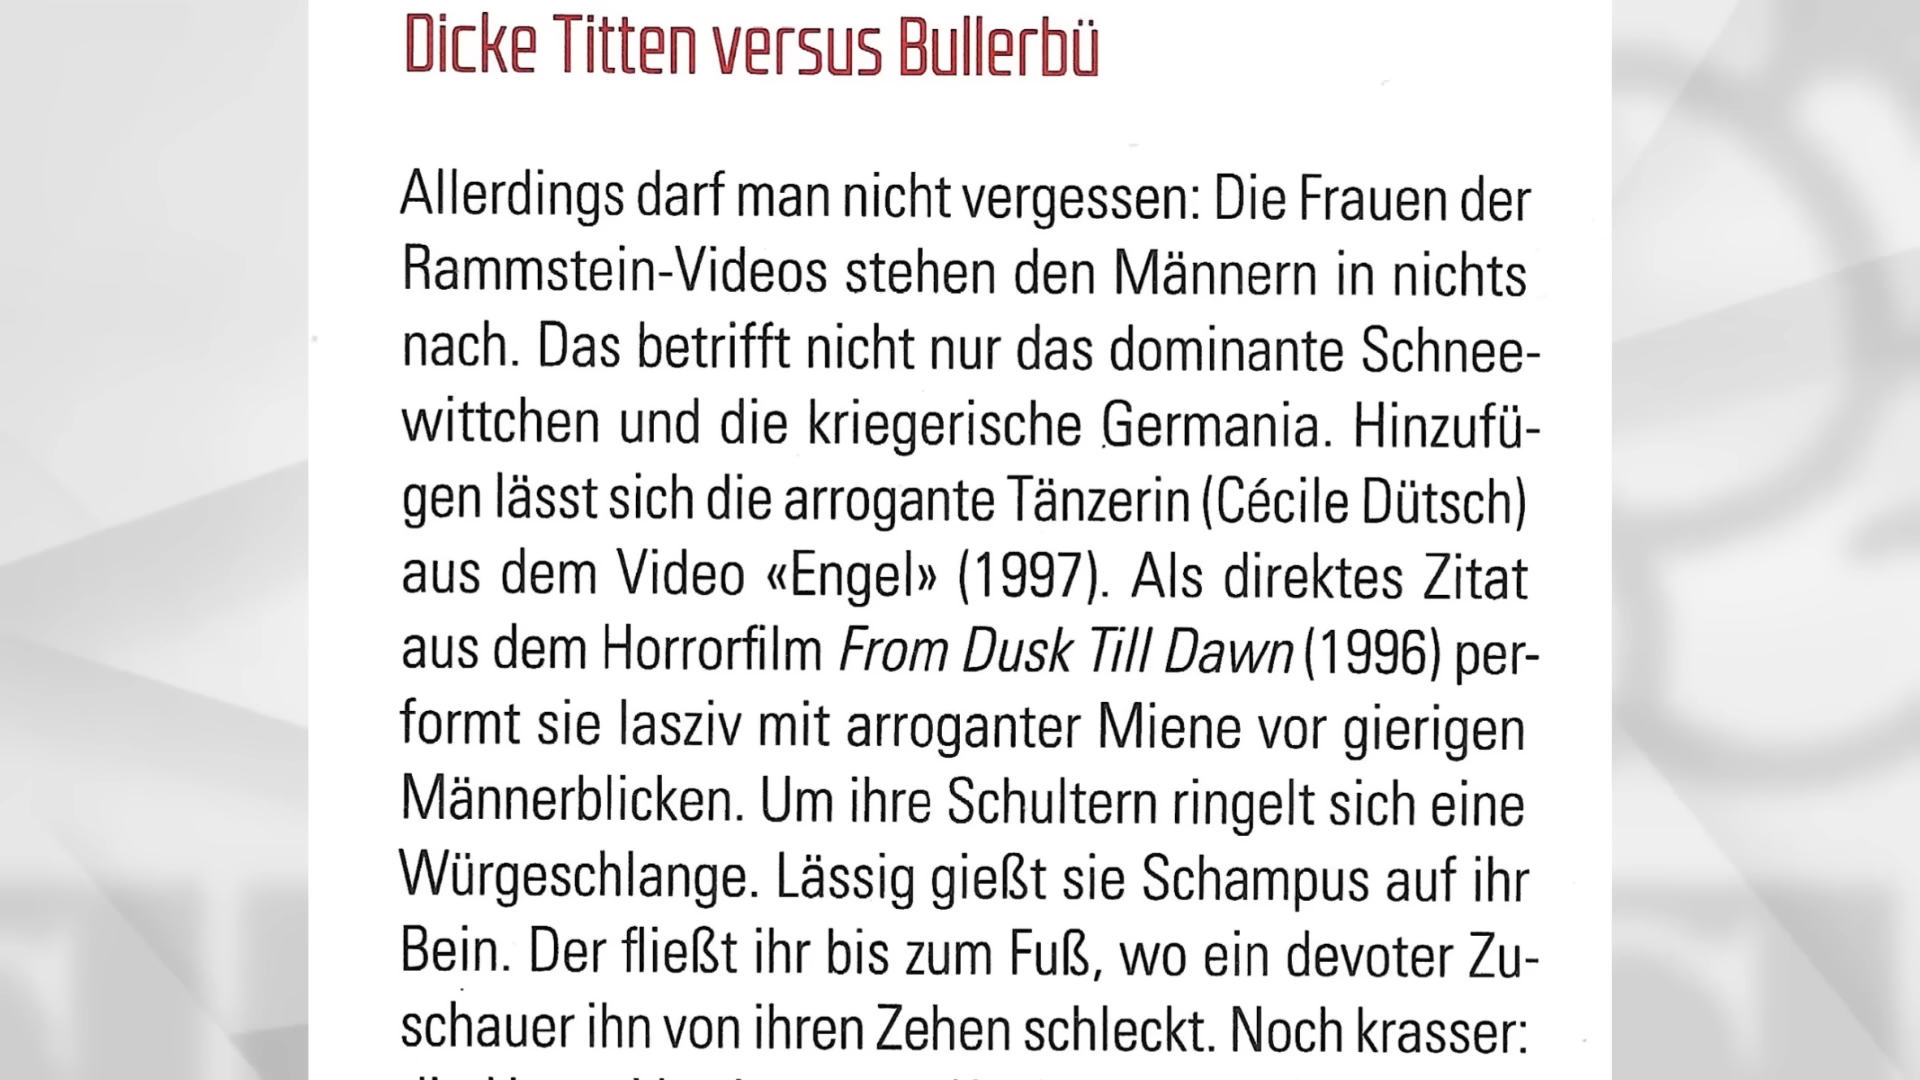 Dicke Titten versus Bullerbü
Allerdings darf man nicht vergessen: Die Frauen der
Rammstein-Videos stehen den Männern in nichts
nach. Das betrifft nicht nur das dominante Schnee-
wittchen und die kriegerische Germania. Hinzufü-
gen lässt sich die arrogante Tänzerin (Cécile Dütsch)
aus dem Video «Engel» (1997). Als direktes Zitat
aus dem Horrorfilm From Dusk Till Dawn (1996) per-
formt sie lasziv mit arroganter Miene vor gierigen
Männerblicken. Um ihre Schultern ringelt sich eine
Würgeschlange. Lässig gießt sie Schampus auf ihr
Bein. Der fließt ihr bis zum Fuß, wo ein devoter Zu-
schauer ihn von ihren Zehen schleckt. Noch krasser: